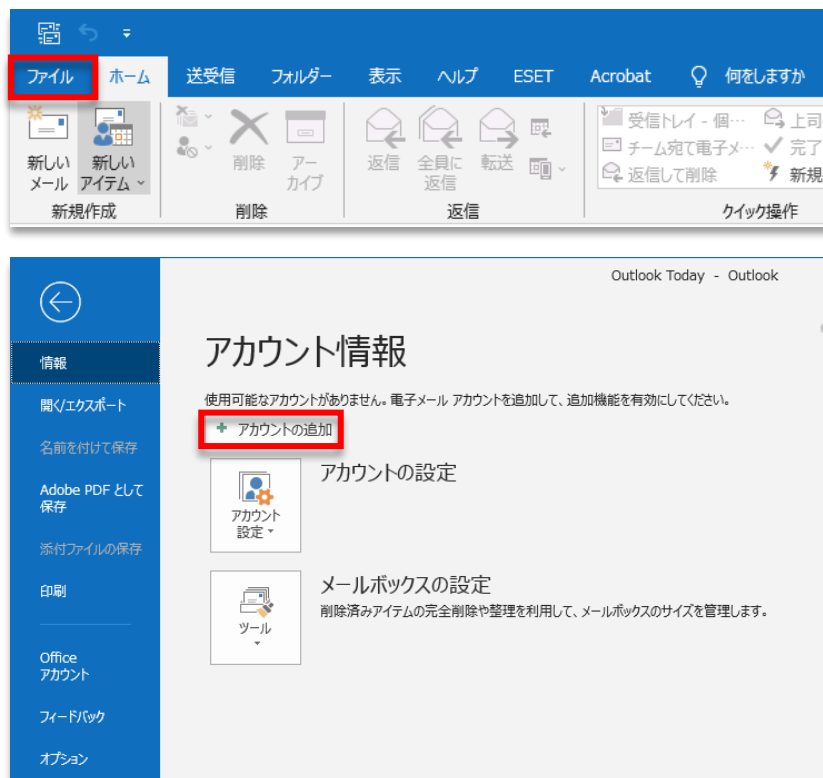 ファイル ホーム 送受信 フォルダー 表示 ヘルプ ESET Acrobat 何をしますか
新しい
メール
新しい
アイテム
新規作成
削除
アー
カイブ
削除
返信
全員に
返信
転送
返信
受信トレイ - 個… 上司
チーム宛て電子メ… 完了
返信して削除 新規
クイック操作
Outlook Today - Outlook
情報
開く/エクスポート
名前を付けて保存
Adobe PDF として
保存
添付ファイルの保存
印刷
Office
アカウント
フィードバック
オプション
アカウント情報
使用可能なアカウントがありません。電子メール アカウントを追加して、追加機能を有効にしてください。
アカウントの追加
アカウント
設定
アカウントの設定
ツール
メールボックスの設定
削除済みアイテムの完全削除や整理を利用して、メールボックスのサイズを管理します。